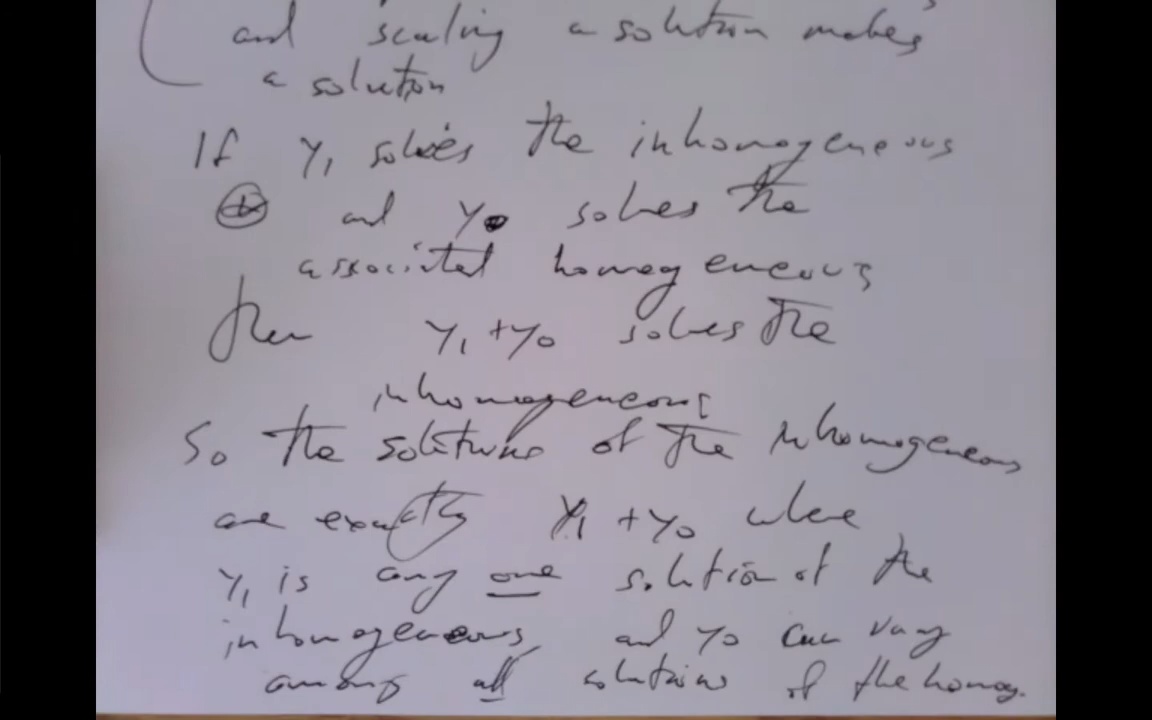 and scaling a solution makes
a solution
If y₁ solves the inhomogeneous
and y₀ solves the
associated homogeneous
then y₁ + y₀ solves the
inhomogeneous
So the solutions of the inhomogeneous
are exactly y₁ + y₀ where
y₁ is any one solution of the
inhomogeneous, and y₀ can vary
among all solutions of the homog.